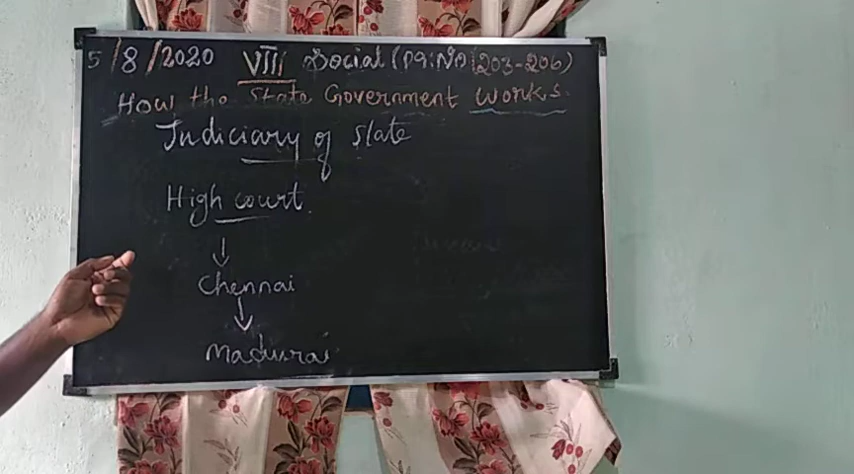 5/8/2020 VIII Social (Pg:No 203-206)
How the State Government works.
Judiciary of state
High court.
↓
Chennai
↓
Madurai